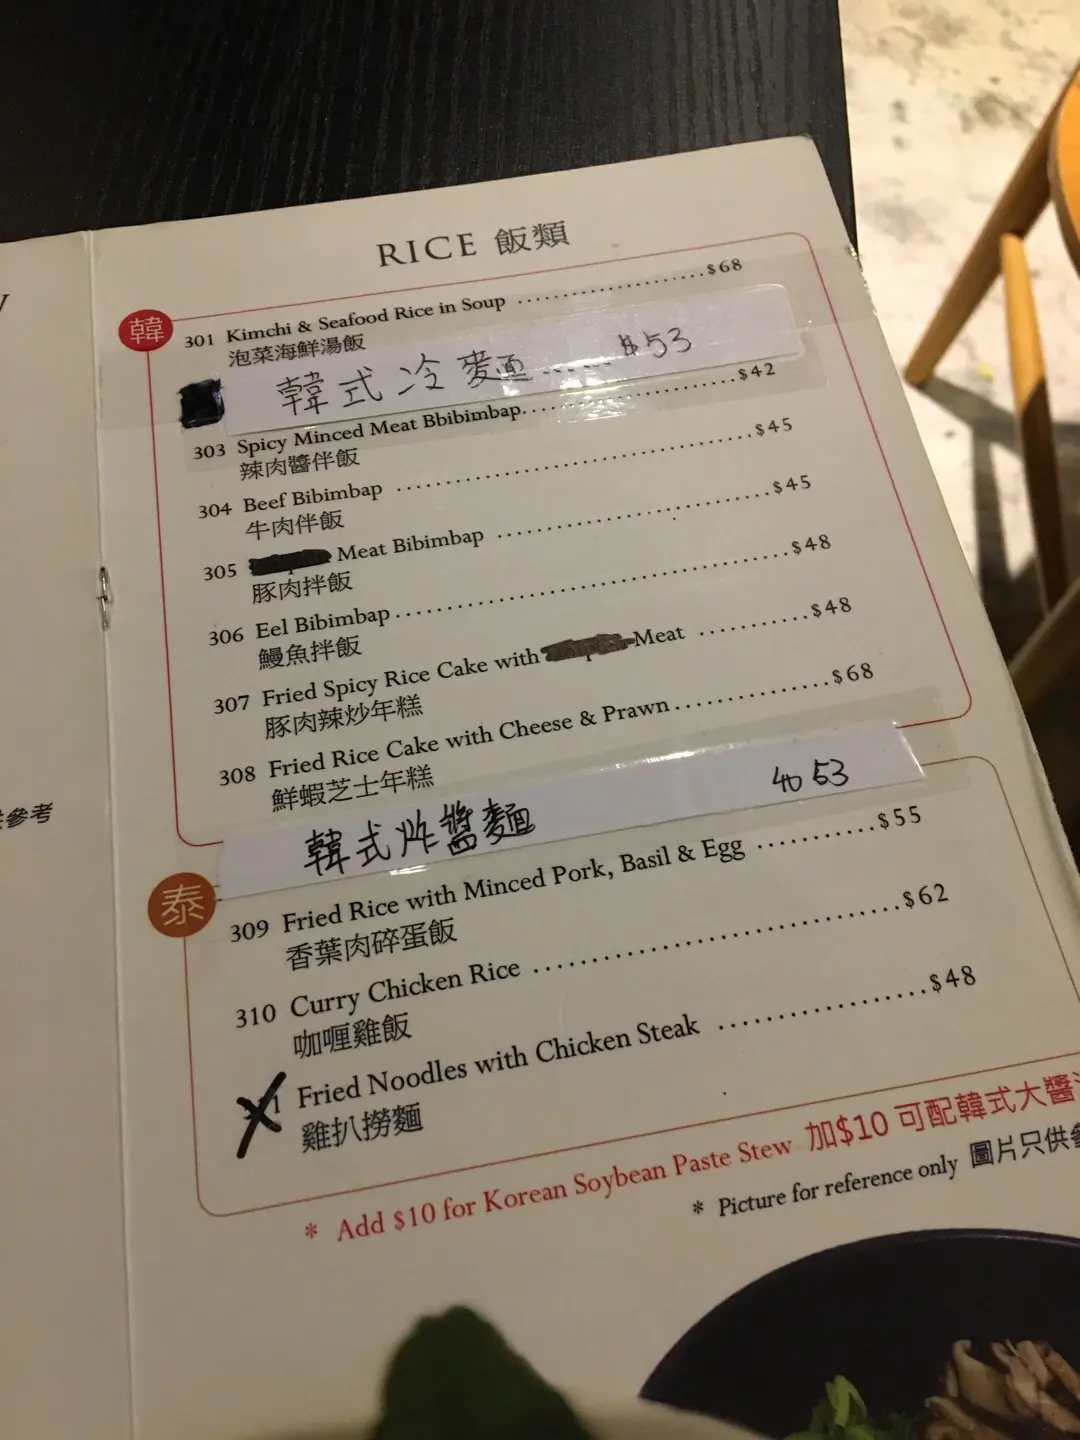 RICE 飯類
韓
301 Kimchi & Seafood Rice in Soup ........................$68
泡菜海鮮湯飯
韓式冷麥面......$53
303 Spicy Minced Meat Bbibimbap........................$42
辣肉醬伴飯
304 Beef Bibimbap ........................$45
牛肉伴飯
305 Meat Bibimbap ........................$45
豚肉拌飯
306 Eel Bibimbap........................$48
鰻魚拌飯
307 Fried Spicy Rice Cake with Meat ............$48
豚肉辣炒年糕
308 Fried Rice Cake with Cheese & Prawn...............$68
鮮蝦芝士年糕
韓式炸醬麵 53
泰
309 Fried Rice with Minced Pork, Basil & Egg ............$55
香葉肉碎蛋飯
310 Curry Chicken Rice ........................$62
咖喱雞飯
1 Fried Noodles with Chicken Steak ..................$48
雞扒撈麵
* Add $10 for Korean Soybean Paste Stew 加$10 可配韓式大醬
* Picture for reference only 圖片只供
參考